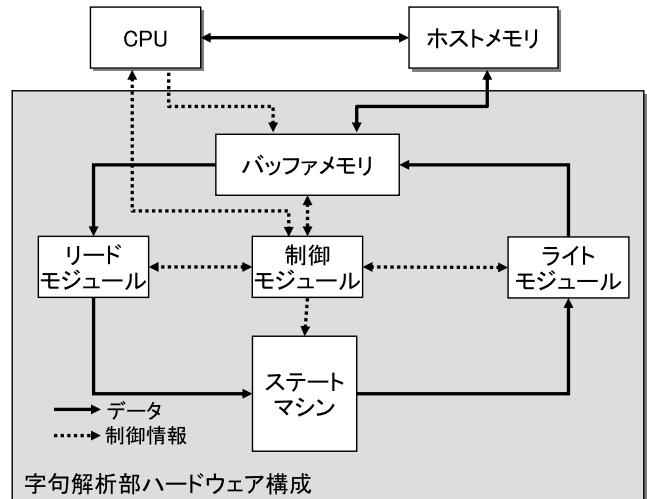 CPU
ホストメモリ
バッファメモリ
リード
モジュール
制御
モジュール
ライト
モジュール
ステート
マシン
データ
制御情報
字句解析部ハードウェア構成